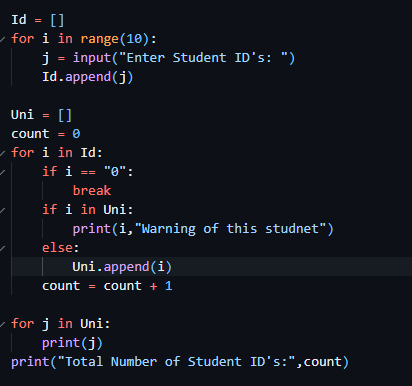 Id = []
for i in range(10):
    j = input("Enter Student ID's: ")
    Id.append(j)

Uni = []
count = 0
for i in Id:
    if i == "0":
        break
    if i in Uni:
        print(i,"Warning of this studnet")
    else:
        Uni.append(i)
    count = count + 1

for j in Uni:
    print(j)
print("Total Number of Student ID's:",count)